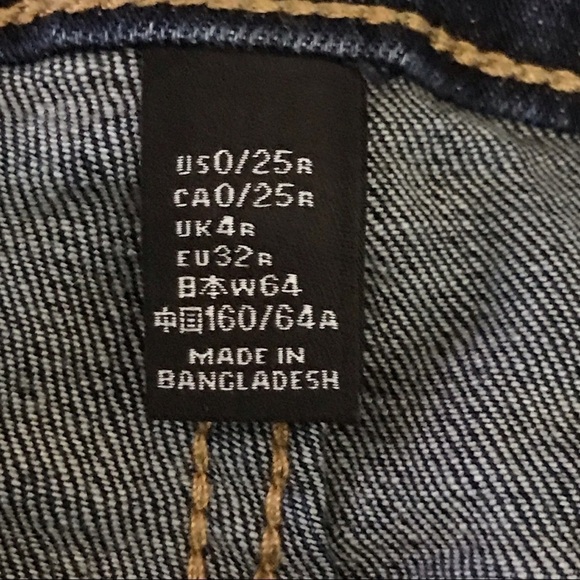 US0/25R
CA0/25R
UK4R
EU32R
日本W64
中国160/64A
MADE IN
BANGLADESH